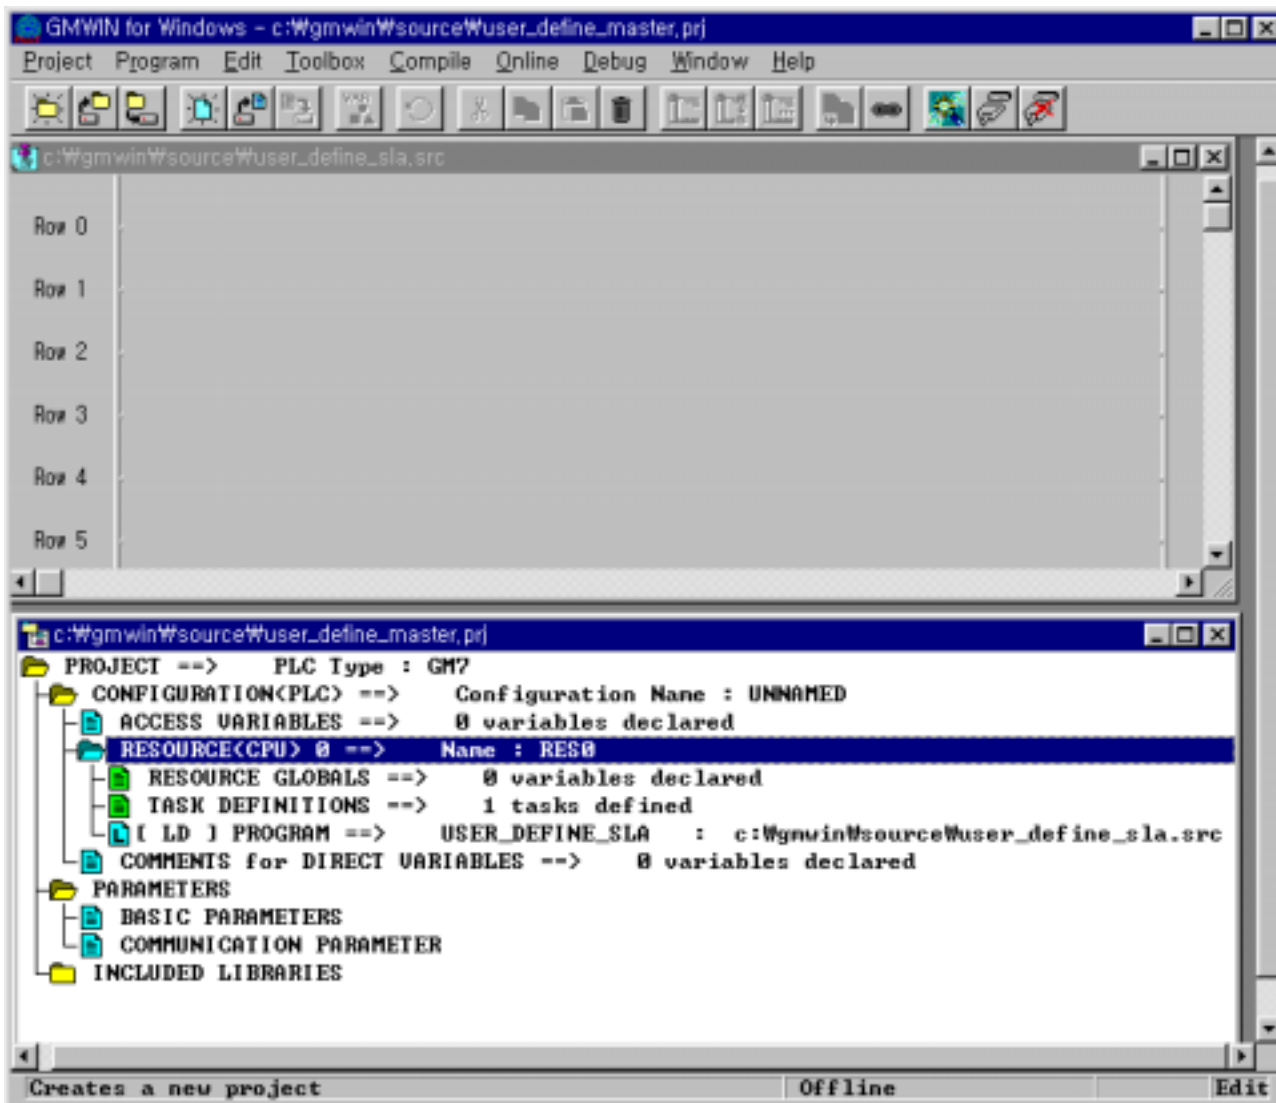 GMWIN for Windows - c:₩gmwin₩source₩user_define_master.prj
Project Program Edit Toolbox Compile Online Debug Window Help
VAR
c:₩gmwin₩source₩user_define_sla.src
Row 0
Row 1
Row 2
Row 3
Row 4
Row 5
c:₩gmwin₩source₩user_define_master.prj
PROJECT ==> PLC Type : GM7
CONFIGURATION(PLC) ==> Configuration Name : UNNAMED
ACCESS VARIABLES ==> 0 variables declared
RESOURCE(CPU) 0 ==> Name : RES0
RESOURCE GLOBALS ==> 0 variables declared
TASK DEFINITIONS ==> 1 tasks defined
[ LD ] PROGRAM ==> USER_DEFINE_SLA : c:₩gmwin₩source₩user_define_sla.src
COMMENTS for DIRECT VARIABLES ==> 0 variables declared
PARAMETERS
BASIC PARAMETERS
COMMUNICATION PARAMETER
INCLUDED LIBRARIES
Creates a new project Offline Edit